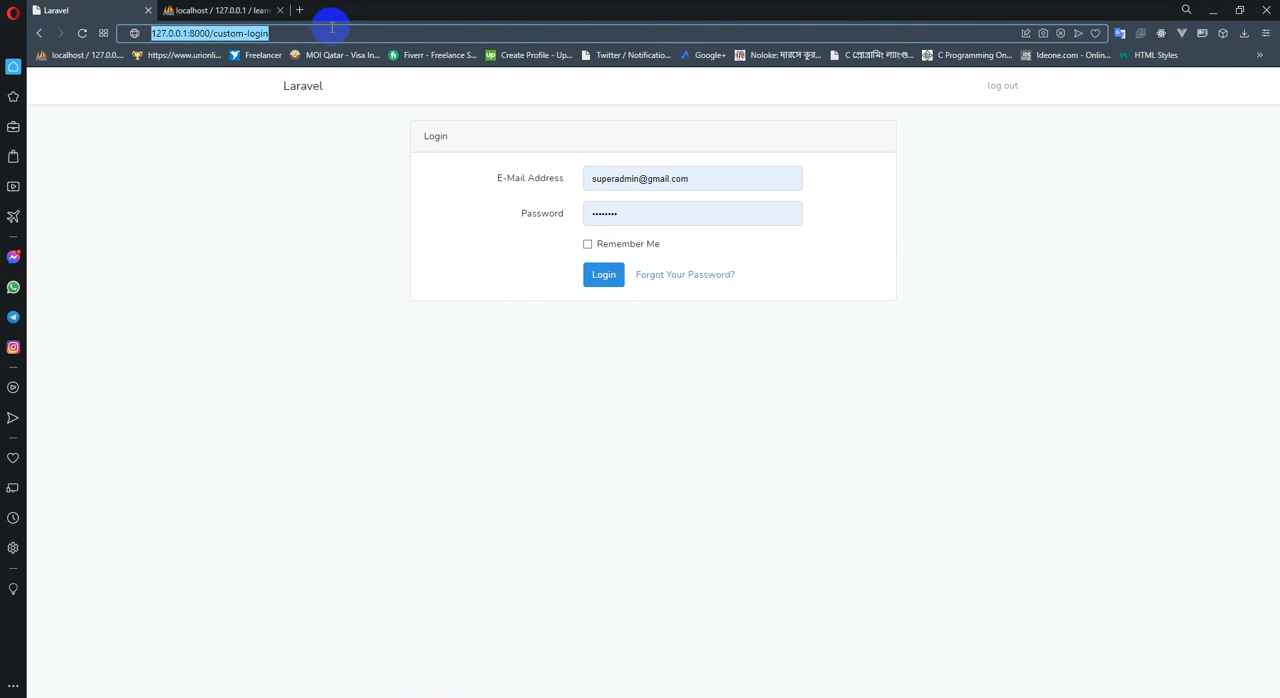 Laravel
localhost / 127.0.0.1 / learn
127.0.0.1:8000/custom-login
localhost / 127.0.0....
https://www.urionli...
Freelancer
MOI Qatar - Visa In...
Fiverr - Freelance S...
Create Profile - Up...
Twitter / Notificatio...
Google+
Noloke: দারসে কুর...
C প্রোগ্রামিং ল্যাংগু...
C Programming On...
Ideone.com - Onlin...
HTML Styles
Laravel
log out
Login
E-Mail Address
superadmin@gmail.com
Password
Remember Me
Login
Forgot Your Password?